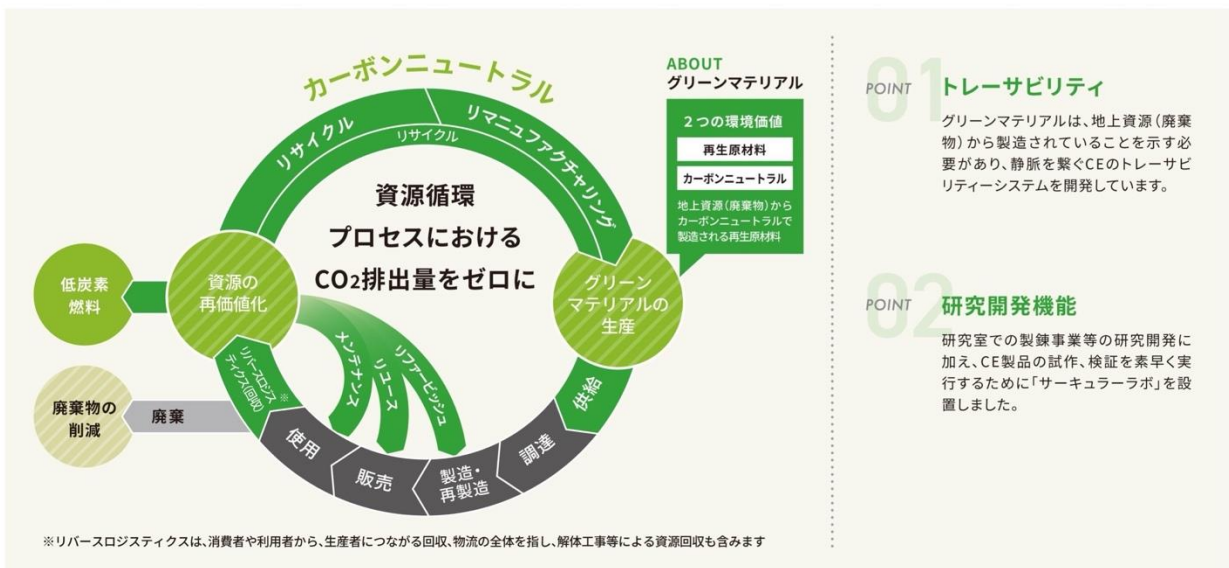 カーボンニュートラル
リサイクル
リマニュファクチャリング
リサイクル
資源循環
プロセスにおける
CO2排出量をゼロに
ABOUT
グリーンマテリアル
2つの環境価値
再生原材料
カーボンニュートラル
地上資源(廃棄物)から
カーボンニュートラルで
製造される再生原材料
低炭素
燃料
資源の
再価値化
グリーン
マテリアルの
生産
メンテナンス
リユース
リファービッシュ
リバースロジス
ティクス(回収)
※
廃棄物の
削減
廃棄
使用
販売
製造・
再製造
調達
供給
※リバースロジスティクスは、消費者や利用者から、生産者につながる回収、物流の全体を指し、解体工事等による資源回収も含みます
01
POINT
トレーサビリティ
グリーンマテリアルは、地上資源(廃棄
物)から製造されていることを示す必
要があり、静脈を繋ぐCEのトレーサビ
リティーシステムを開発しています。
02
POINT
研究開発機能
研究室での製錬事業等の研究開発に
加え、CE製品の試作、検証を素早く実
行するために「サーキュラーラボ」を設
置しました。